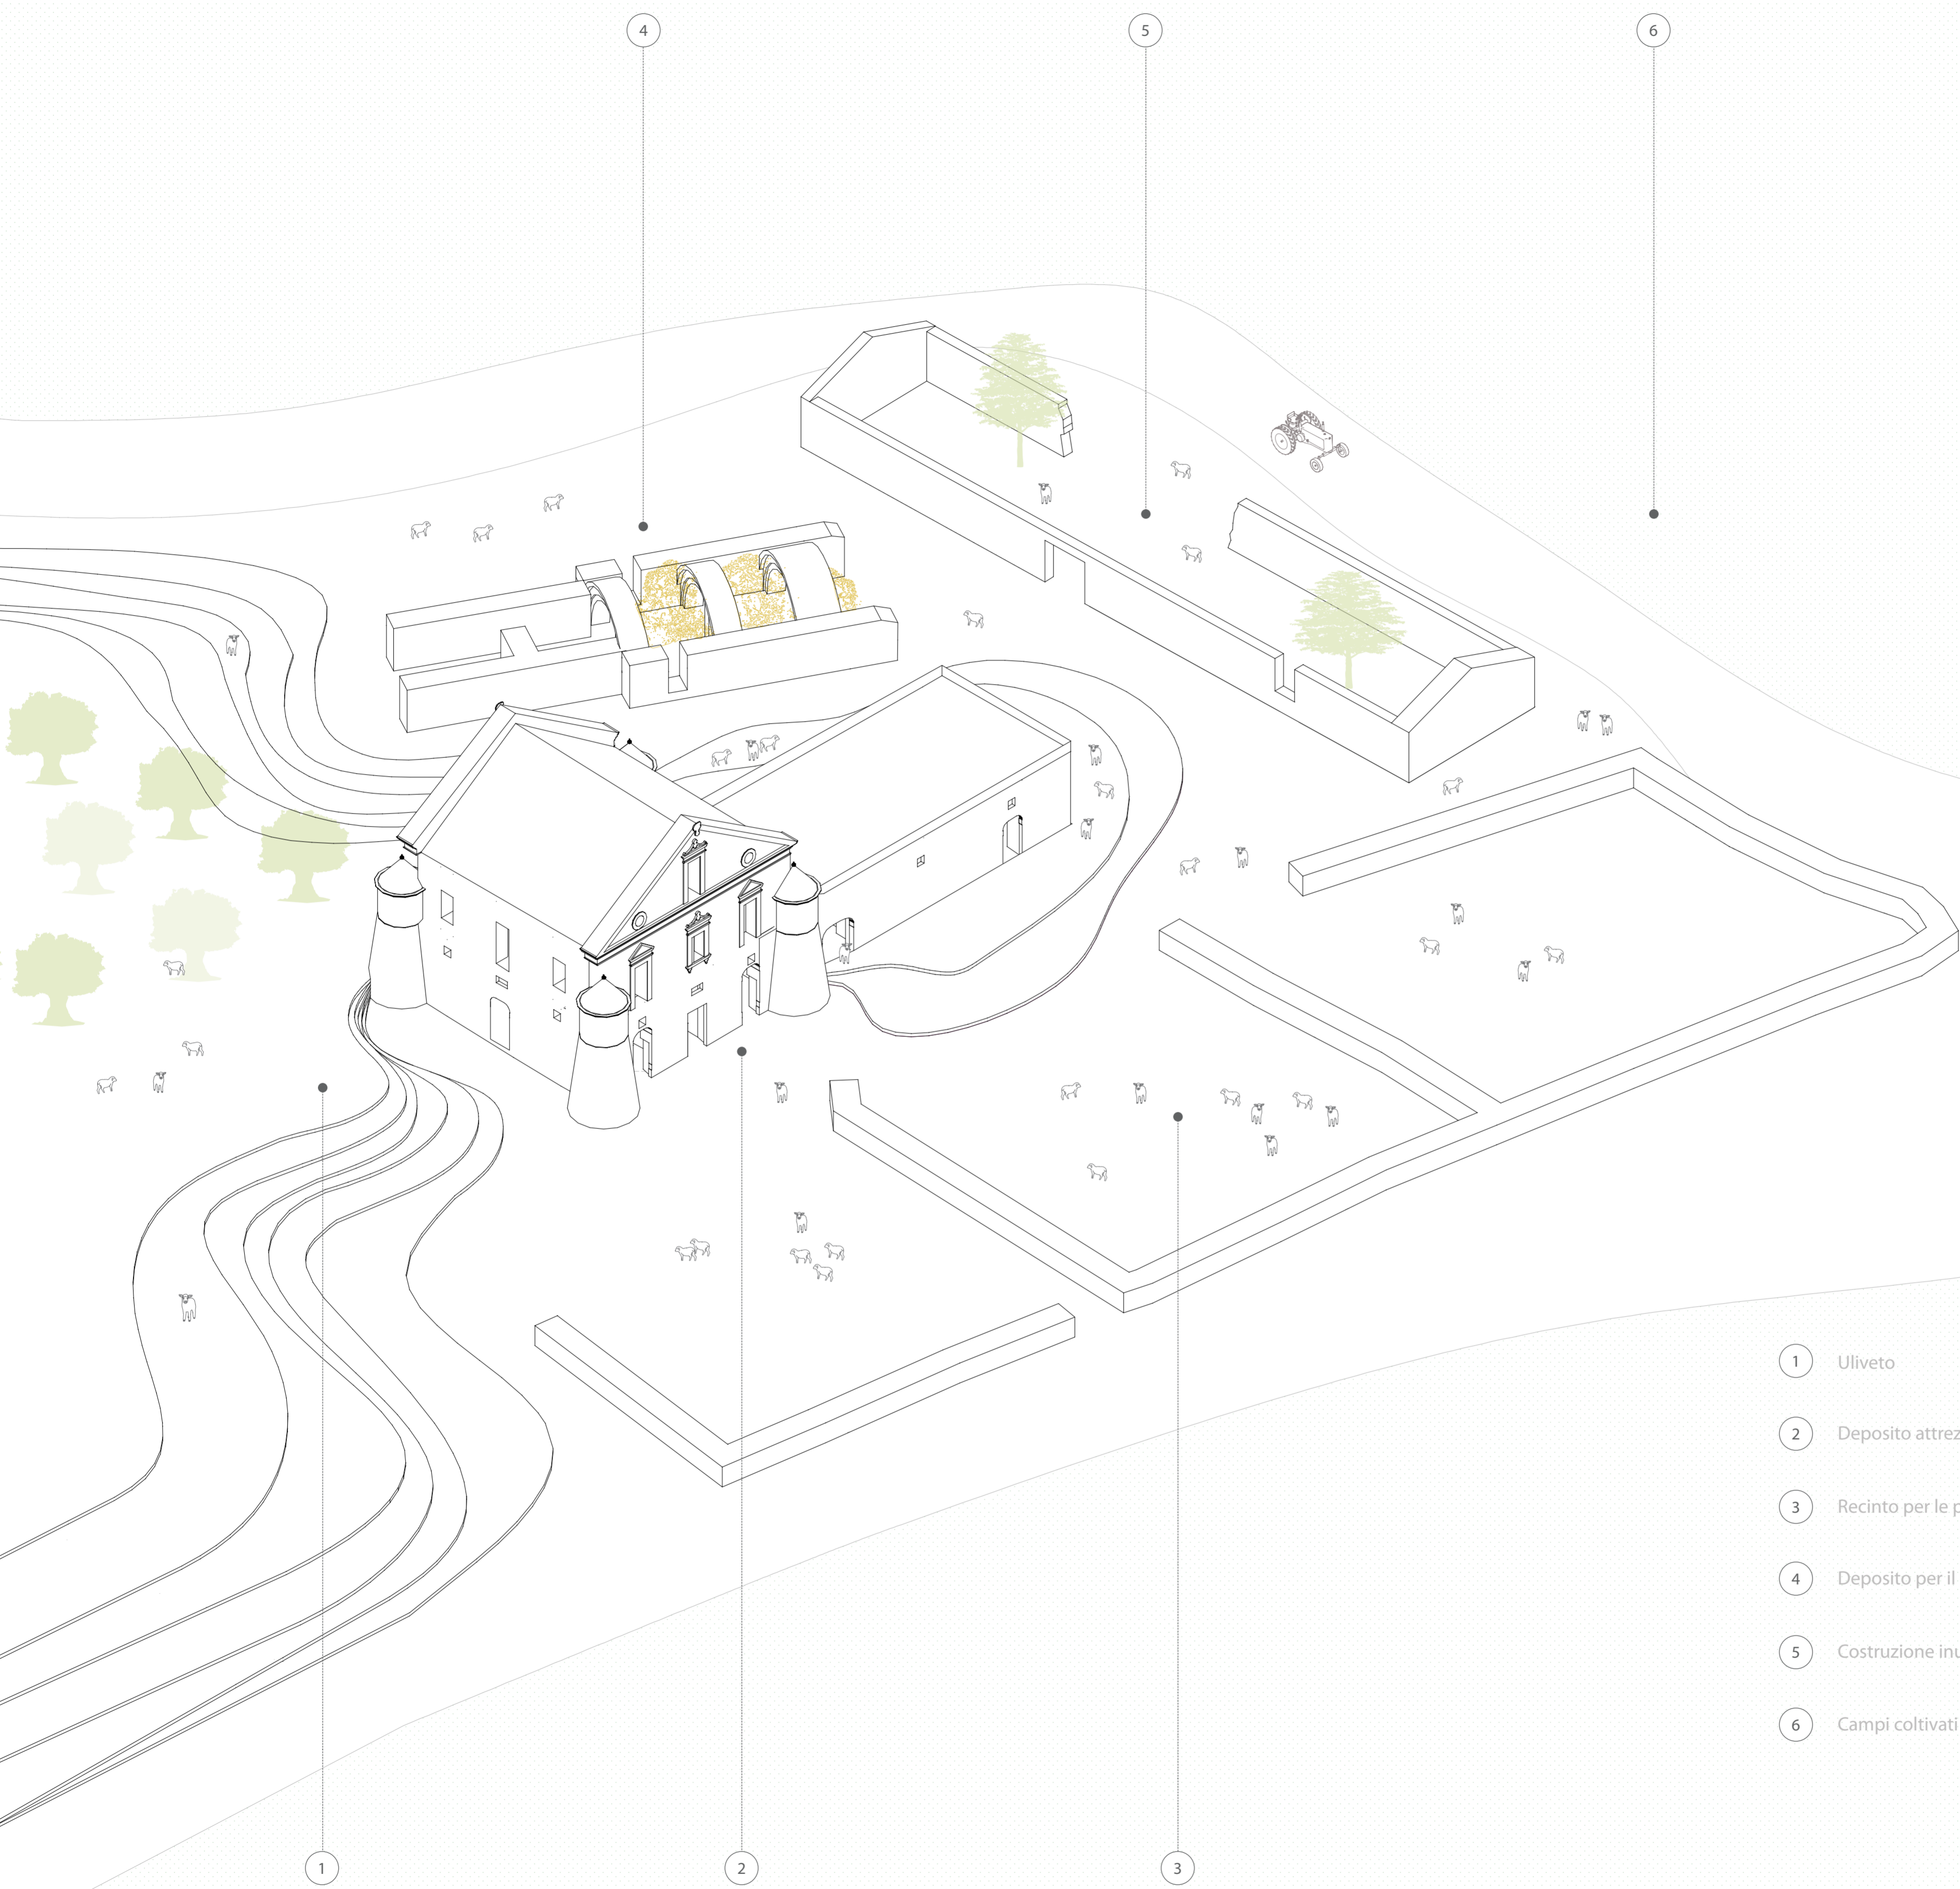 4 5 6
1 Uliveto
2 Deposito attrez
3 Recinto per le p
4 Deposito per il
5 Costruzione inu
6 Campi coltivati
1 2 3